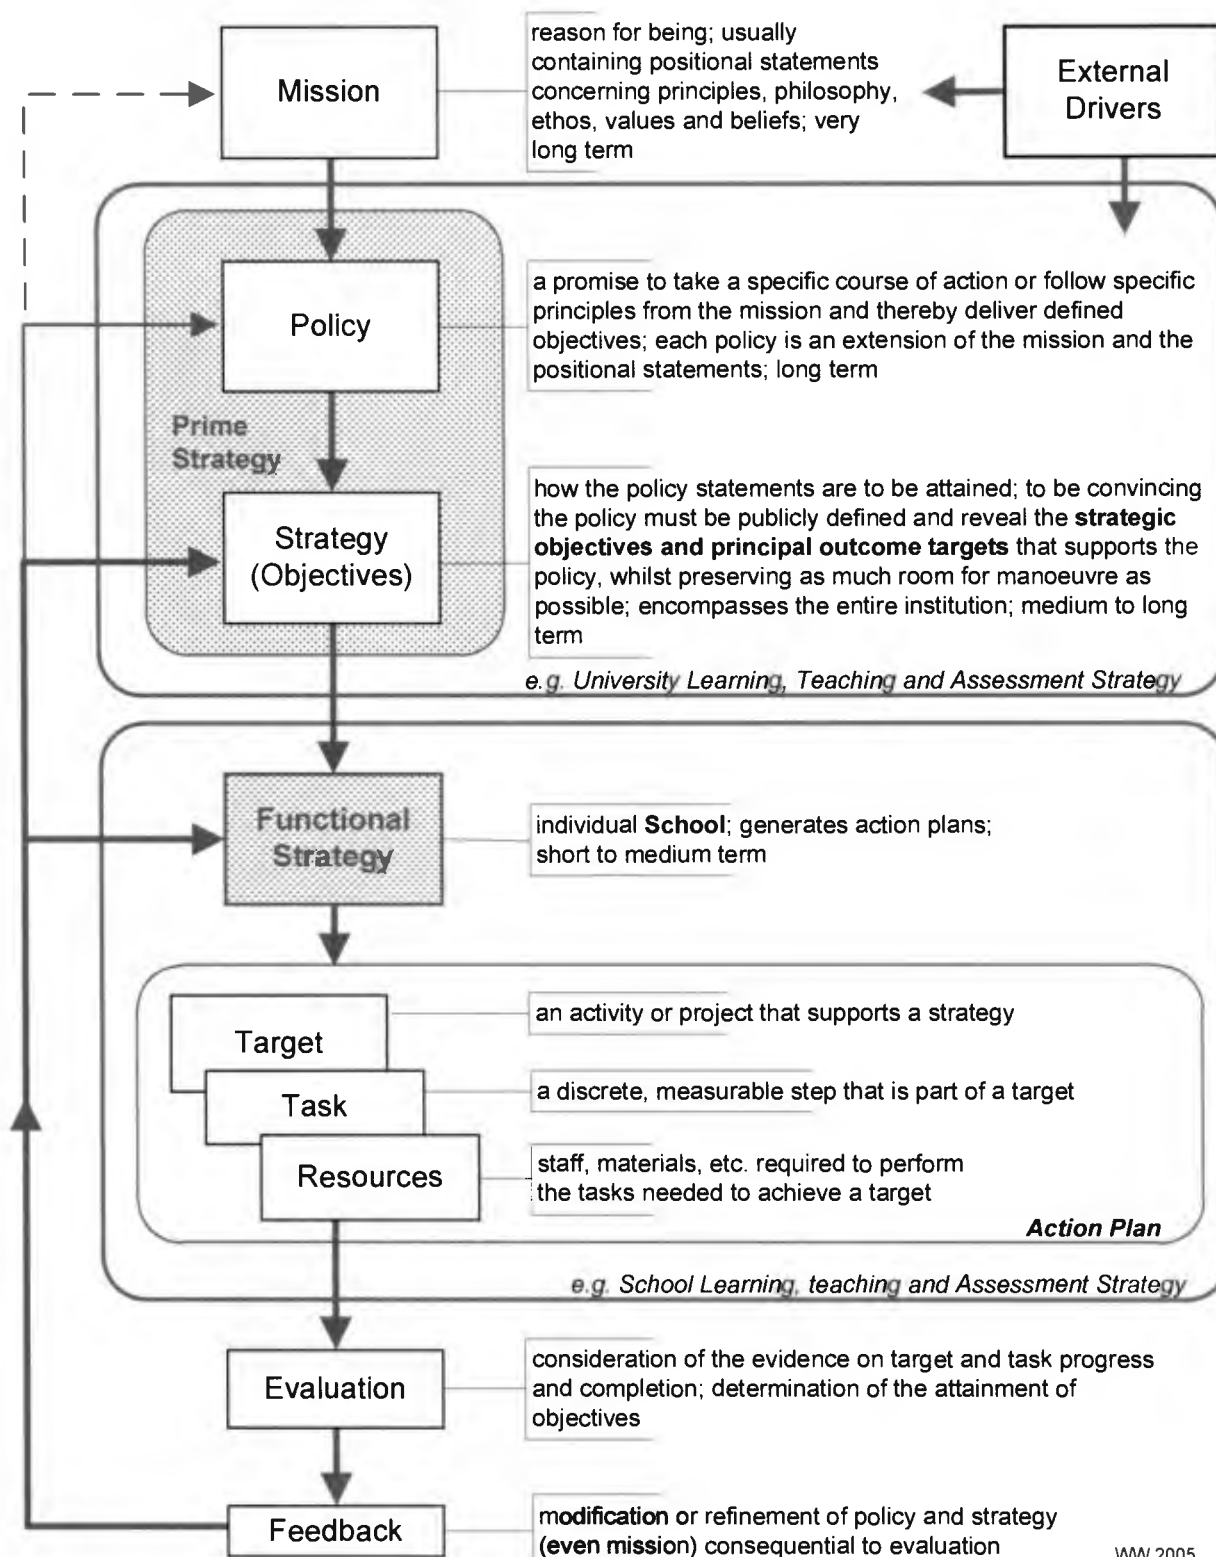 Mission
reason for being; usually
containing positional statements
concerning principles, philosophy,
ethos, values and beliefs; very
long term
External
Drivers
Policy
a promise to take a specific course of action or follow specific
principles from the mission and thereby deliver defined
objectives; each policy is an extension of the mission and the
positional statements; long term
Prime
Strategy
Strategy
(Objectives)
how the policy statements are to be attained; to be convincing
the policy must be publicly defined and reveal the strategic
objectives and principal outcome targets that supports the
policy, whilst preserving as much room for manoeuvre as
possible; encompasses the entire institution; medium to long
term
e.g. University Learning, Teaching and Assessment Strategy
Functional
Strategy
individual School; generates action plans;
short to medium term
Target
an activity or project that supports a strategy
Task
a discrete, measurable step that is part of a target
Resources
staff, materials, etc. required to perform
the tasks needed to achieve a target
Action Plan
e.g. School Learning, teaching and Assessment Strategy
Evaluation
consideration of the evidence on target and task progress
and completion; determination of the attainment of
objectives
Feedback
modification or refinement of policy and strategy
(even mission) consequential to evaluation
WW 2005